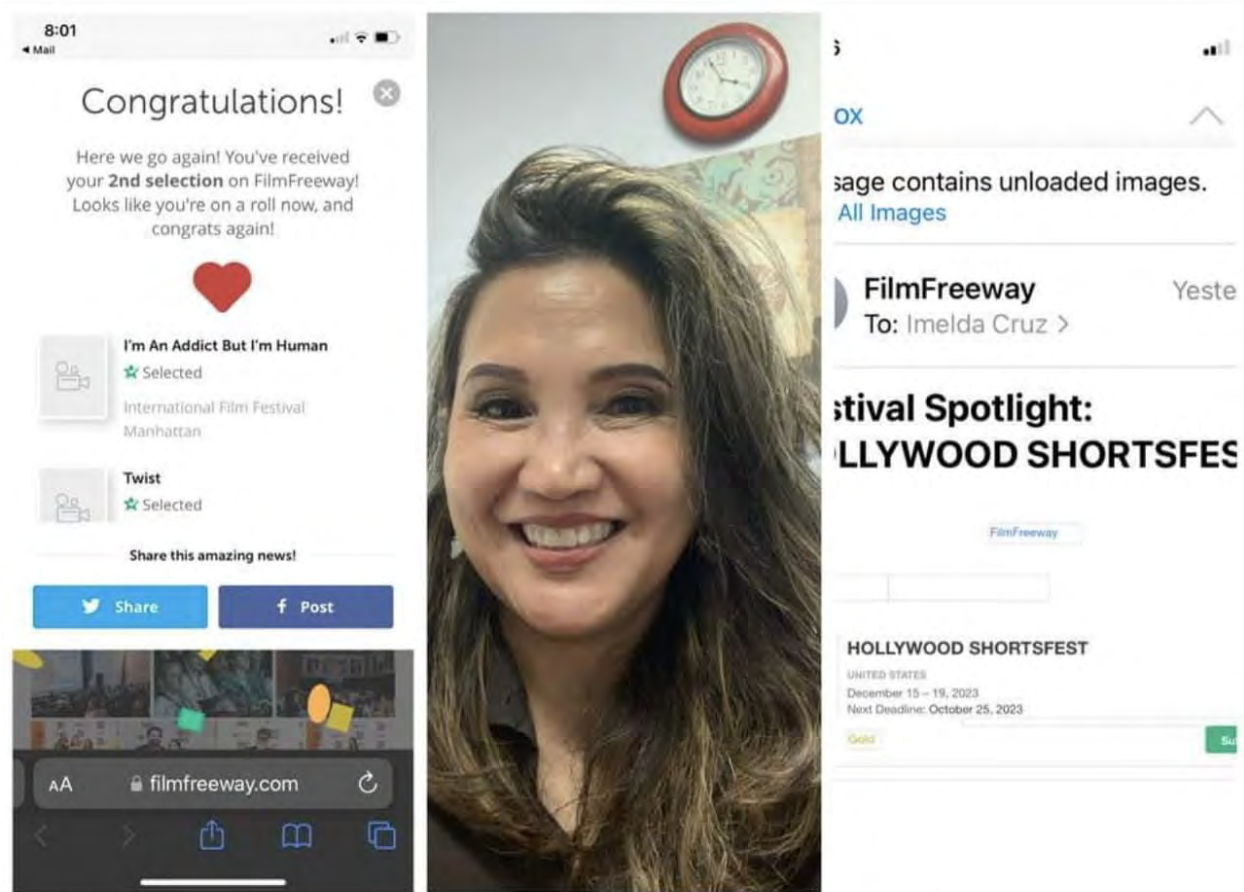 8:01
Mail
Congratulations!
Here we go again! You've received
your 2nd selection on FilmFreeway!
Looks like you're on a roll now, and
congrats again!
I'm An Addict But I'm Human
Selected
International Film Festival
Manhattan
Twist
Selected
Share this amazing news!
Share
f Post
AA
filmfreeway.com
OX
sage contains unloaded images.
All Images
FilmFreeway
Yeste
To: Imelda Cruz >
stival Spotlight:
OLLYWOOD SHORTSFES
FilmFreeway
HOLLYWOOD SHORTSFEST
UNITED STATES
December 15 – 19, 2023
Next Deadline: October 25, 2023
Gold
Su